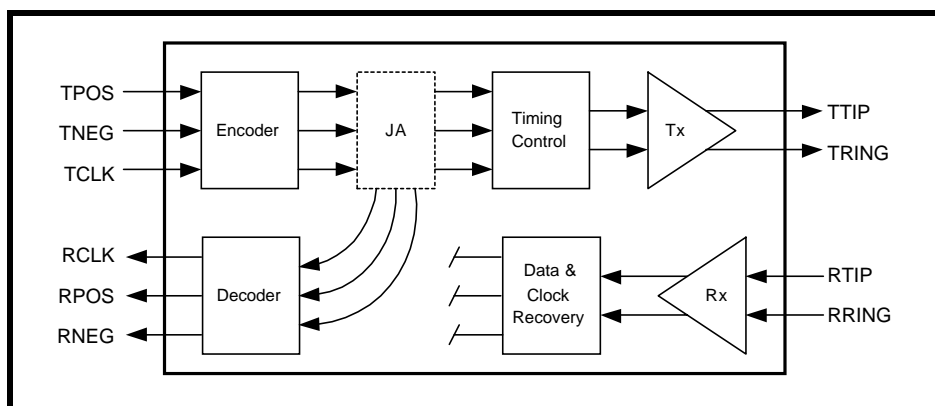 TPOS
TNEG
TCLK
Encoder
JA
Timing
Control
Tx
TTIP
TRING
RCLK
RPOS
RNEG
Decoder
Data &
Clock
Recovery
Rx
RTIP
RRING